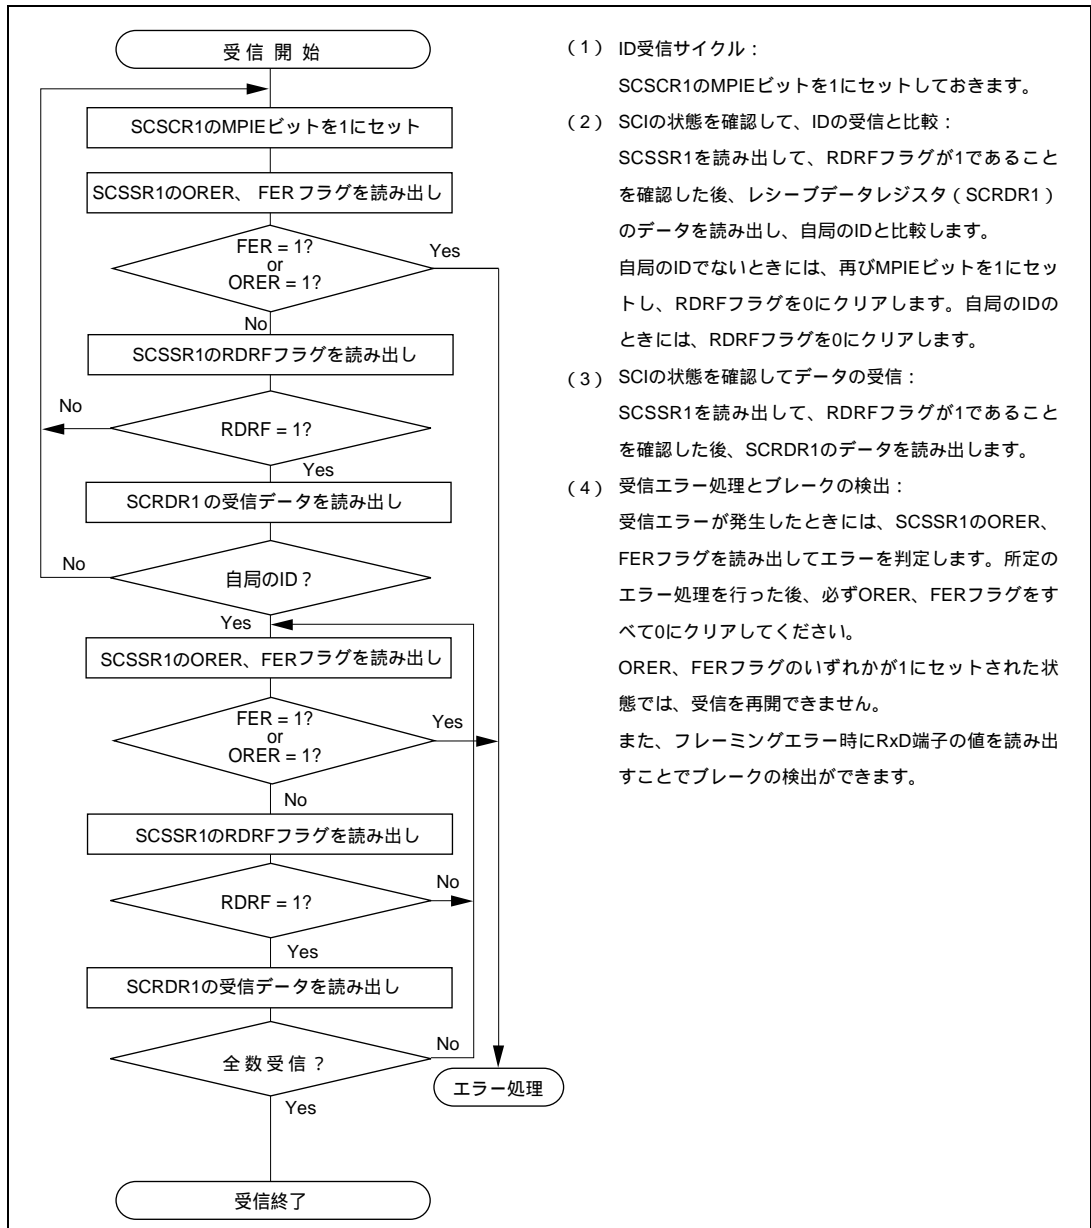 受信開始
SCSCR1のMPIEビットを1にセット
SCSSR1のORER、FERフラグを読み出し
FER = 1?
or
ORER = 1?
Yes
No
SCSSR1のRDRFフラグを読み出し
No
RDRF = 1?
Yes
SCRDR1の受信データを読み出し
No
自局のID？
Yes
SCSSR1のORER、FERフラグを読み出し
FER = 1?
or
ORER = 1?
Yes
No
SCSSR1のRDRFフラグを読み出し
No
RDRF = 1?
Yes
SCRDR1の受信データを読み出し
No
全数受信？
エラー処理
Yes
受信終了
（1） ID受信サイクル：
SCSCR1のMPIEビットを1にセットしておきます。
（2） SCIの状態を確認して、IDの受信と比較：
SCSSR1を読み出して、RDRFフラグが1であること
を確認した後、レシーブデータレジスタ（SCRDR1）
のデータを読み出し、自局のIDと比較します。
自局のIDでないときには、再びMPIEビットを1にセッ
トし、RDRFフラグを0にクリアします。自局のIDの
ときには、RDRFフラグを0にクリアします。
（3） SCIの状態を確認してデータの受信：
SCSSR1を読み出して、RDRFフラグが1であること
を確認した後、SCRDR1のデータを読み出します。
（4） 受信エラー処理とブレークの検出：
受信エラーが発生したときには、SCSSR1のORER、
FERフラグを読み出してエラーを判定します。所定の
エラー処理を行った後、必ずORER、FERフラグをす
べて0にクリアしてください。
ORER、FERフラグのいずれかが1にセットされた状
態では、受信を再開できません。
また、フレーミングエラー時にRxD端子の値を読み出
すことでブレークの検出ができます。